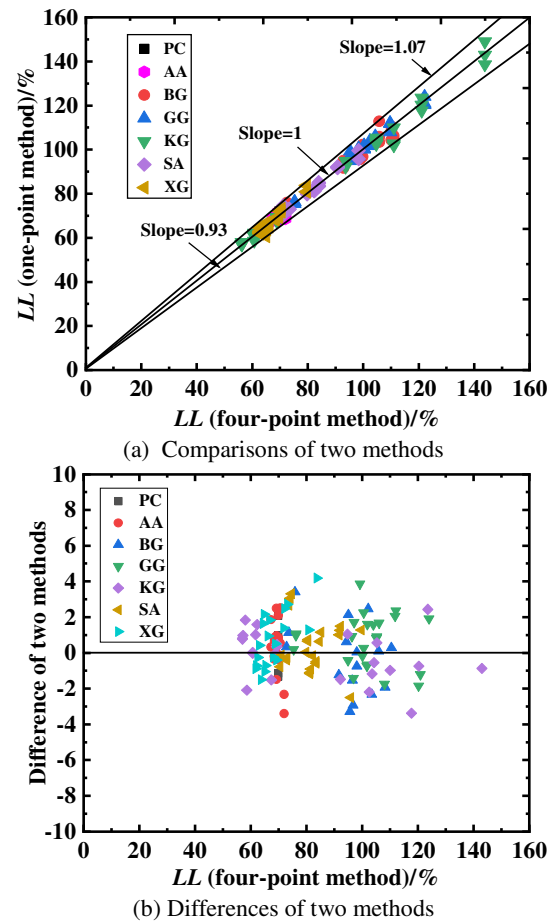 160
140
120
100
80
60
40
20
0
LL (one-point method)/%
PC
AA
BG
GG
KG
SA
XG
Slope=1.07
Slope=1
Slope=0.93
0 20 40 60 80 100 120 140 160
LL (four-point method)/%
(a) Comparisons of two methods
10
8
6
4
2
0
-2
-4
-6
-8
-10
Difference of two methods
PC
AA
BG
GG
KG
SA
XG
0 20 40 60 80 100 120 140 160
LL (four-point method)/%
(b) Differences of two methods